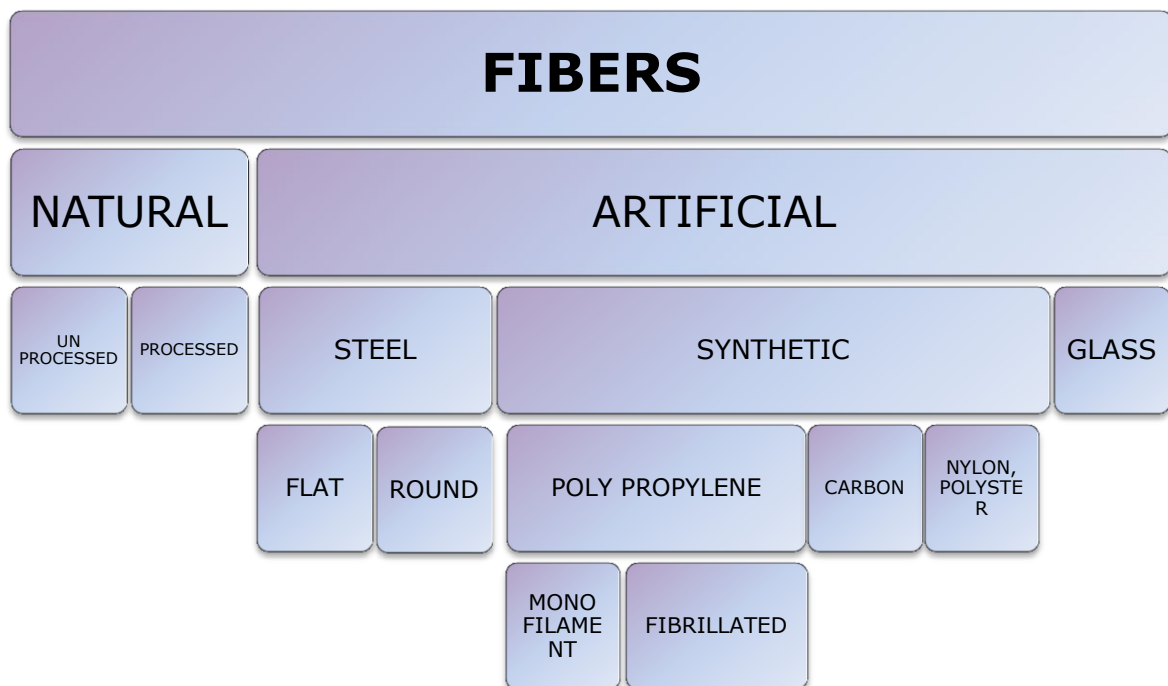 FIBERS
NATURAL
ARTIFICIAL
UN
PROCESSED
PROCESSED
STEEL
SYNTHETIC
GLASS
FLAT
ROUND
POLY PROPYLENE
CARBON
NYLON,
POLYSTE
R
MONO
FILAME
NT
FIBRILLATED